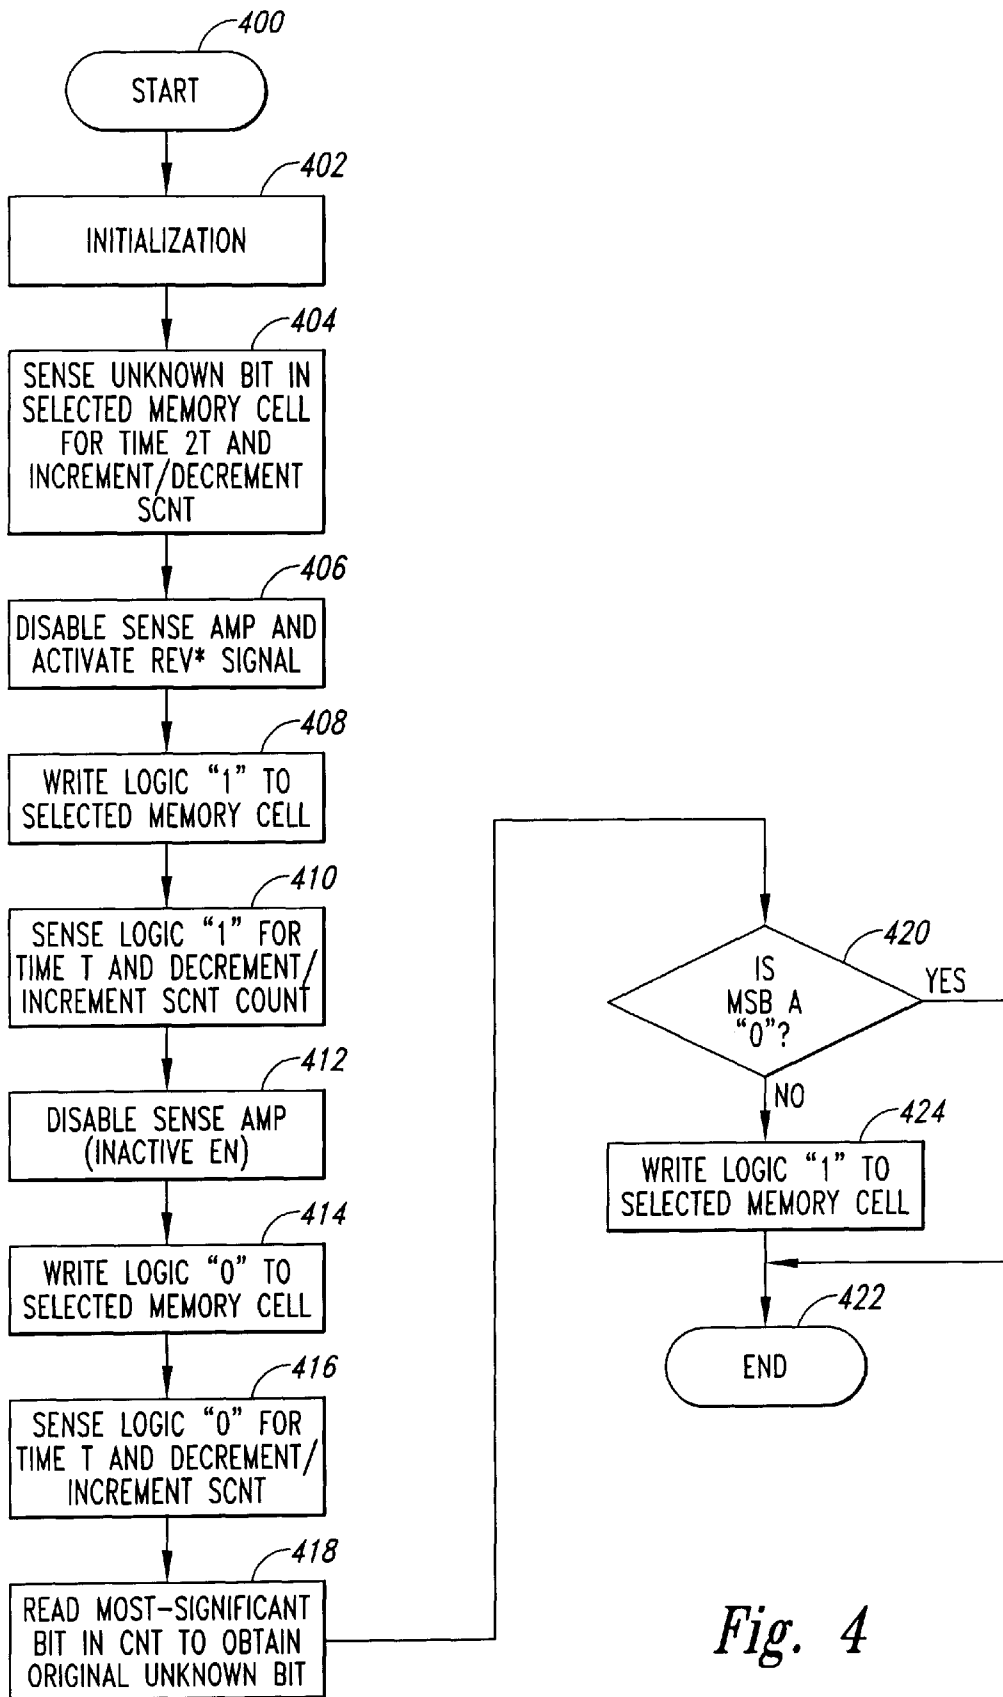 400
START
402
INITIALIZATION
404
SENSE UNKNOWN BIT IN
SELECTED MEMORY CELL
FOR TIME 2T AND
INCREMENT/DECREMENT
SCNT
406
DISABLE SENSE AMP AND
ACTIVATE REV* SIGNAL
408
WRITE LOGIC “1” TO
SELECTED MEMORY CELL
410
SENSE LOGIC “1” FOR
TIME T AND DECREMENT/
INCREMENT SCNT COUNT
412
DISABLE SENSE AMP
(INACTIVE EN)
414
WRITE LOGIC “0” TO
SELECTED MEMORY CELL
416
SENSE LOGIC “0” FOR
TIME T AND DECREMENT/
INCREMENT SCNT
418
READ MOST-SIGNIFICANT
BIT IN CNT TO OBTAIN
ORIGINAL UNKNOWN BIT
420
IS
MSB A
“0”?
YES
NO
424
WRITE LOGIC “1” TO
SELECTED MEMORY CELL
422
END
Fig. 4